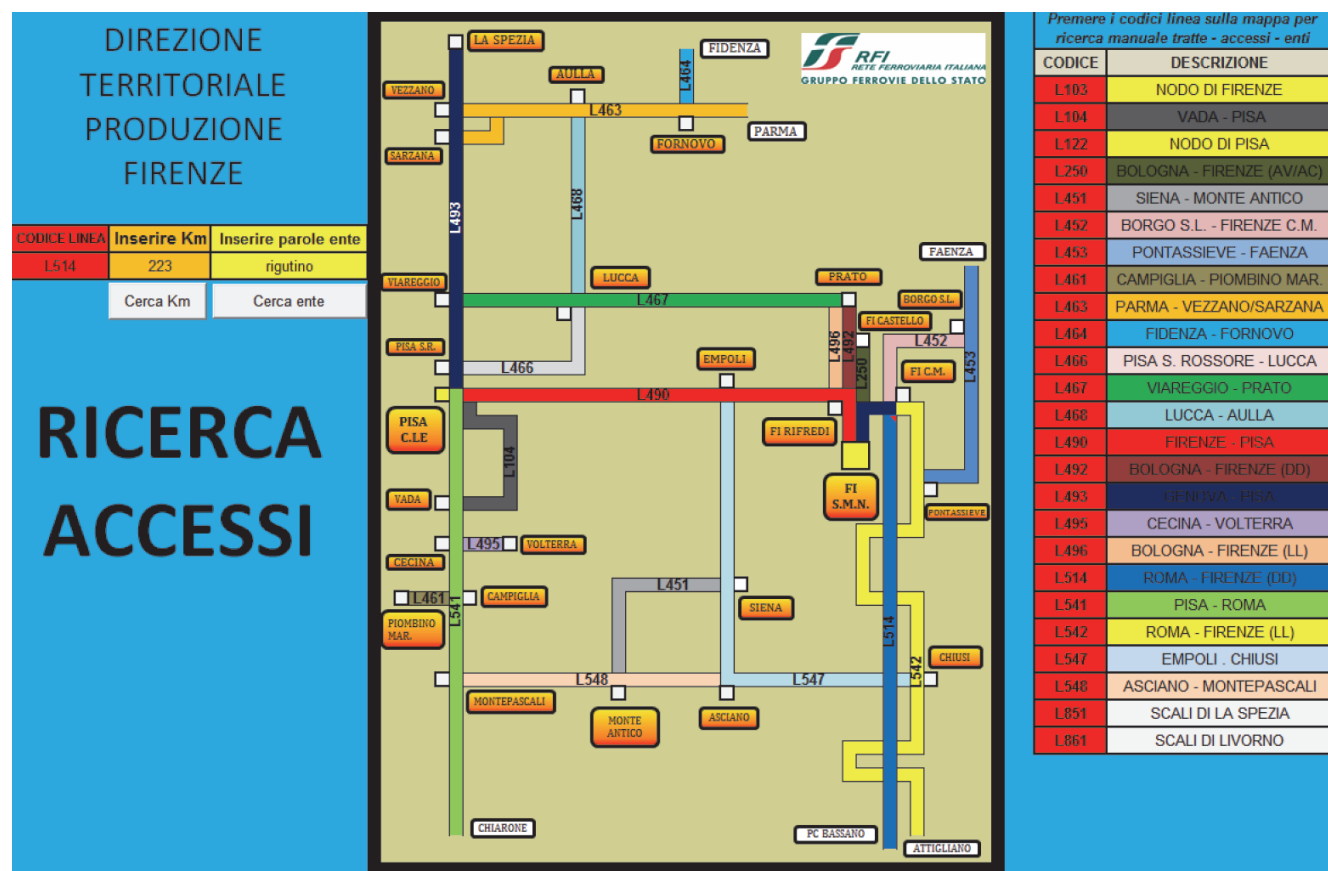 DIREZIONE
TERRITORIALE
PRODUZIONE
FIRENZE
CODICE LINEA Inserire Km Inserire parole ente
L514 223 rigutino
Cerca Km Cerca ente
RICERCA
ACCESSI
LA SPEZIA
FIDENZA
RFI
RETE FERROVIARIA ITALIANA
GRUPPO FERROVIE DELLO STATO
AULLA
L464
VEZZANO
L463
PARMA
FORNOVO
SARZANA
L493
L468
FAENZA
VIAREGGIO
LUCCA
PRATO
L467
BORGO S.L.
FI CASTELLO
PISA S.R.
L466
EMPOLI
L496
L492
L250
L452
L453
FI C.M.
L490
PISA
C.LE
FI RIFREDI
L104
VADA
FI
S.M.N.
PONTASSIEVE
CECINA
L495
VOLTERRA
L451
L461
CAMPIGLIA
L541
SIENA
PIOMBINO
MAR.
L514
L542
CHIUSI
L548
L547
MONTEPASCALI
MONTE
ANTICO
ASCIANO
CHIARONE
PC BASSANO
ATTIGLIANO
Premere i codici linea sulla mappa per
ricerca manuale tratte - accessi - enti
CODICE DESCRIZIONE
L103 NODO DI FIRENZE
L104 VADA - PISA
L122 NODO DI PISA
L250 BOLOGNA - FIRENZE (AV/AC)
L451 SIENA - MONTE ANTICO
L452 BORGO S.L. - FIRENZE C.M.
L453 PONTASSIEVE - FAENZA
L461 CAMPIGLIA - PIOMBINO MAR.
L463 PARMA - VEZZANO/SARZANA
L464 FIDENZA - FORNOVO
L466 PISA S. ROSSORE - LUCCA
L467 VIAREGGIO - PRATO
L468 LUCCA - AULLA
L490 FIRENZE - PISA
L492 BOLOGNA - FIRENZE (DD)
L493 GENOVA - PISA
L495 CECINA - VOLTERRA
L496 BOLOGNA - FIRENZE (LL)
L514 ROMA - FIRENZE (DD)
L541 PISA - ROMA
L542 ROMA - FIRENZE (LL)
L547 EMPOLI . CHIUSI
L548 ASCIANO - MONTEPASCALI
L851 SCALI DI LA SPEZIA
L861 SCALI DI LIVORNO